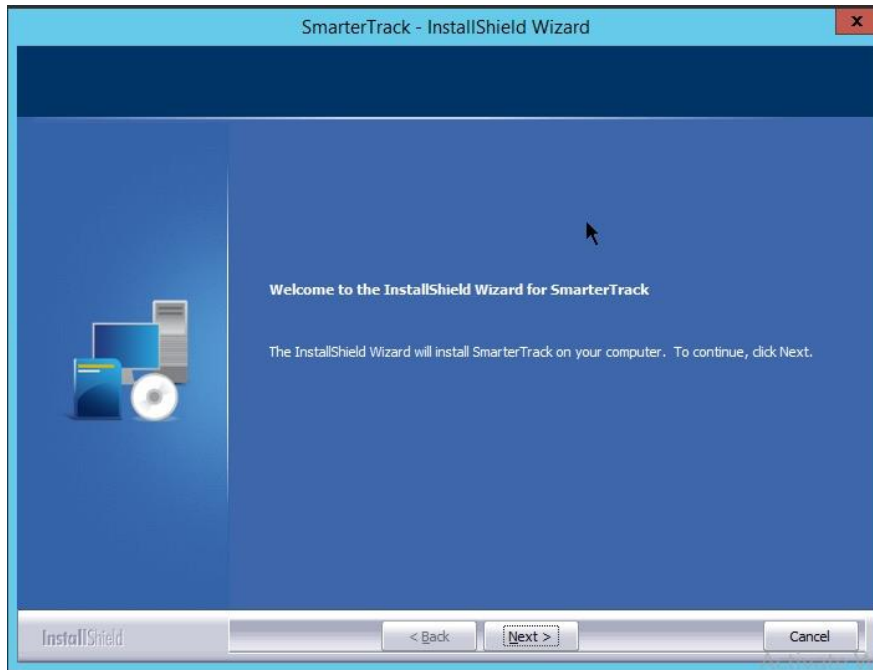 SmarterTrack - InstallShield Wizard
x
Welcome to the InstallShield Wizard for SmarterTrack
The InstallShield Wizard will install SmarterTrack on your computer. To continue, click Next.
InstallShield
< Back
Next >
Cancel